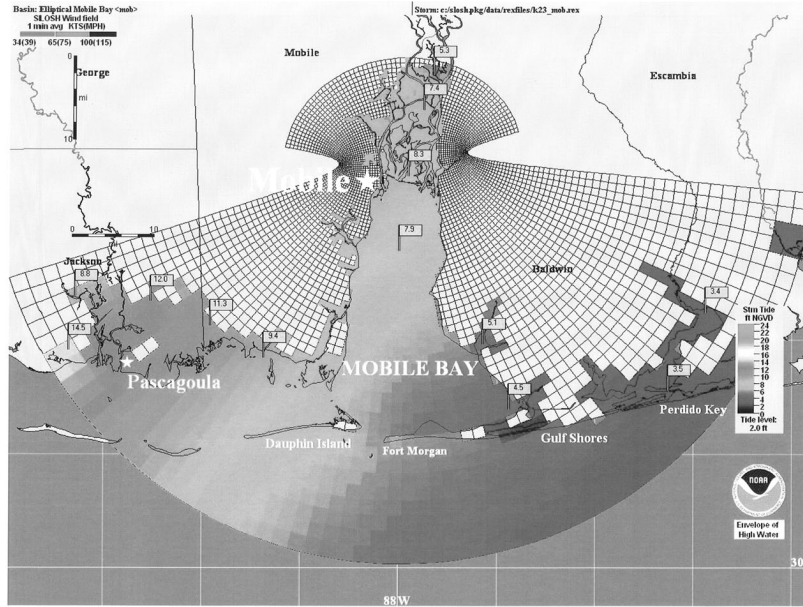 Basin: Elliptical Mobile Bay <mob>
SLOSH Wind field
1 min avg KTS(MPH)
34(39) 65(75) 100(115)
Storm: c:/slosh.pkg/data/rexfiles/k23_mob.rex
George
0
mi
10
Mobile
Escambia
5.3
7.4
8.3
Mobile
7.9
0 10
Jackson
8.8
12.0
11.3
14.5
9.4
Baldwin
3.4
5.1
3.5
4.5
Pascagoula
MOBILE BAY
Dauphin Island
Fort Morgan
Gulf Shores
Perdido Key
Stm Tide
ft NGVD
24
22
20
18
16
14
12
10
8
6
4
2
0
Tide level:
2.0 ft
NOAA
Envelope of
High Water
30
88W